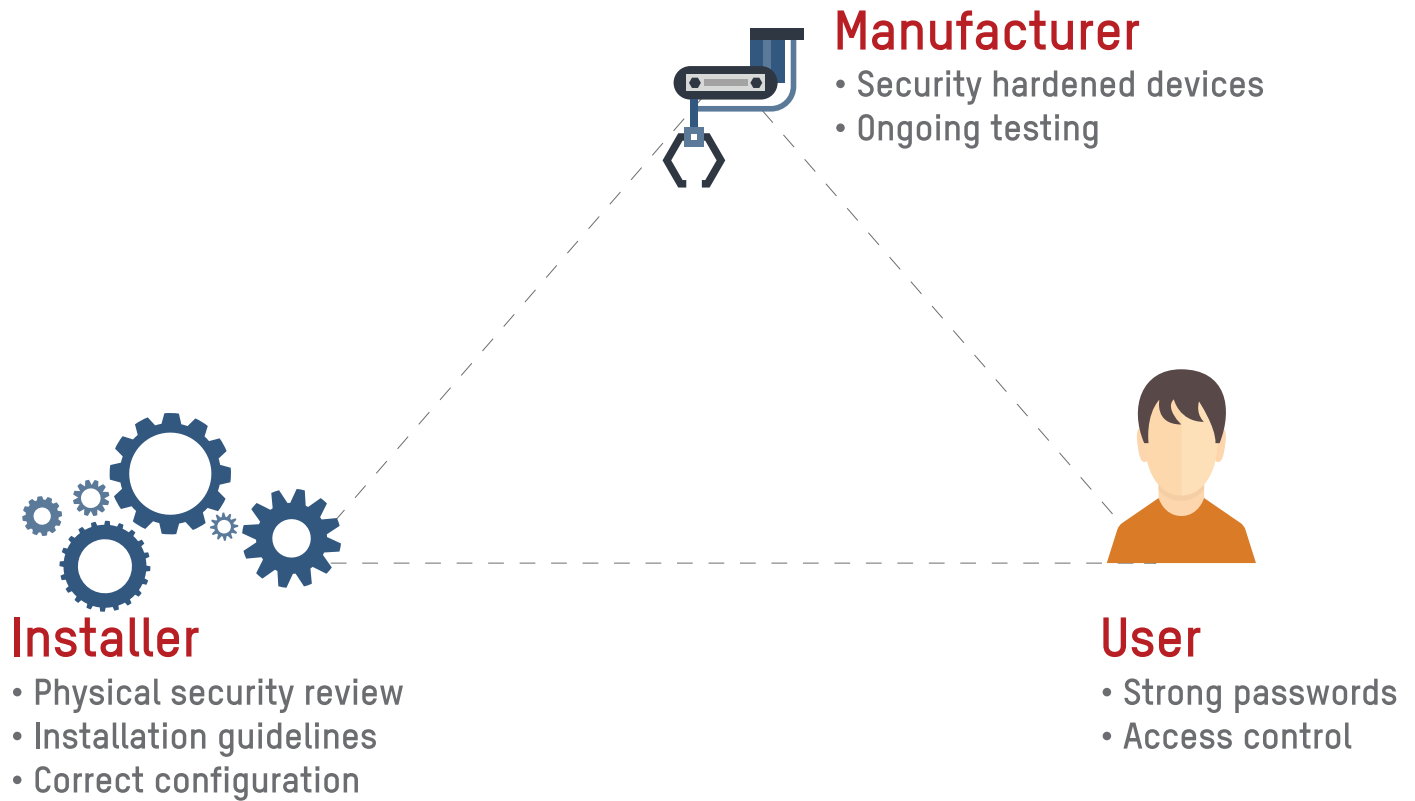 Manufacturer
• Security hardened devices
• Ongoing testing
Installer
• Physical security review
• Installation guidelines
• Correct configuration
User
• Strong passwords
• Access control